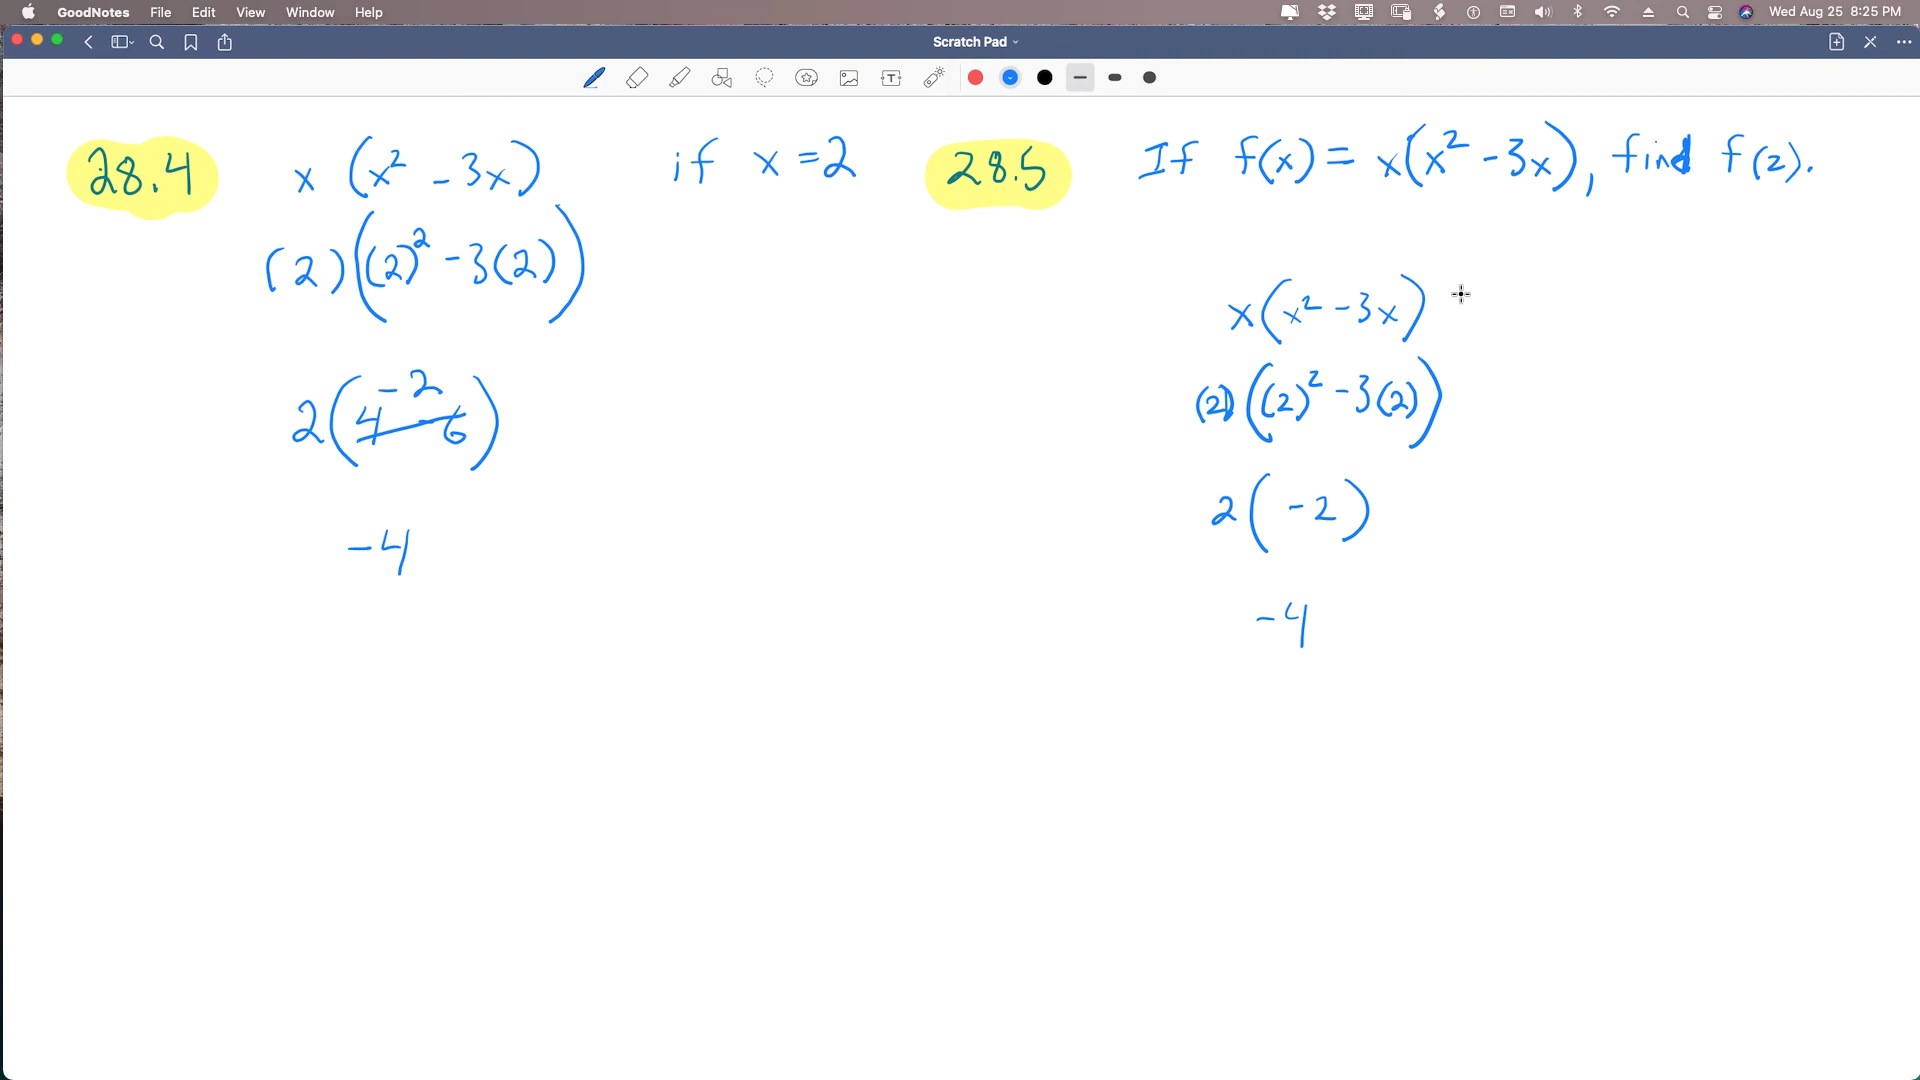 GoodNotes File Edit View Window Help Wed Aug 25 8:25 PM
Scratch Pad
28.4 x (x² - 3x) if x = 2
(2)((2)² - 3(2))
-2
2(4 - 6)
-4
28.5 If f(x) = x(x² - 3x), find f(2).
x(x² - 3x)
(2)((2)² - 3(2))
2(-2)
-4